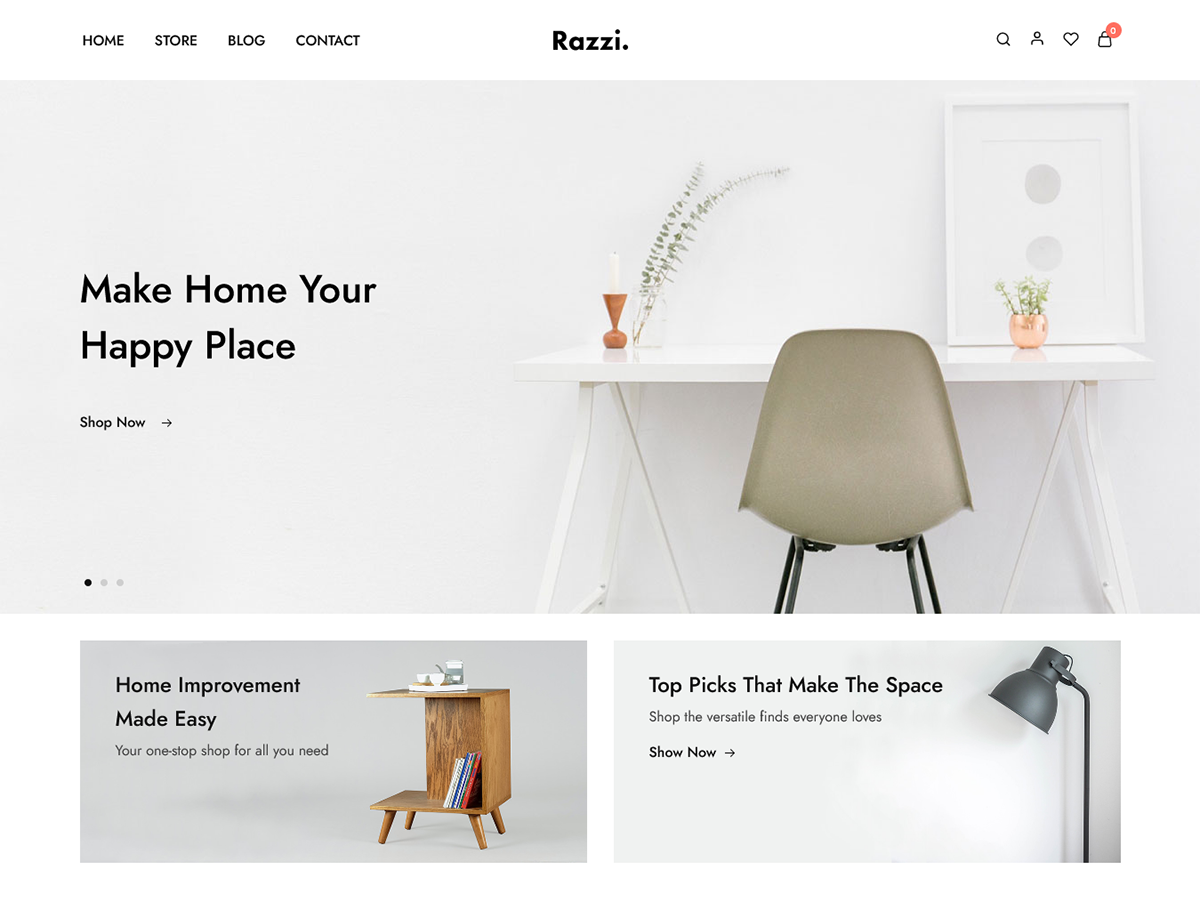 HOME STORE BLOG CONTACT Razzi. 0
Make Home Your
Happy Place
Shop Now →
Home Improvement
Made Easy
Your one-stop shop for all you need
Top Picks That Make The Space
Shop the versatile finds everyone loves
Show Now →